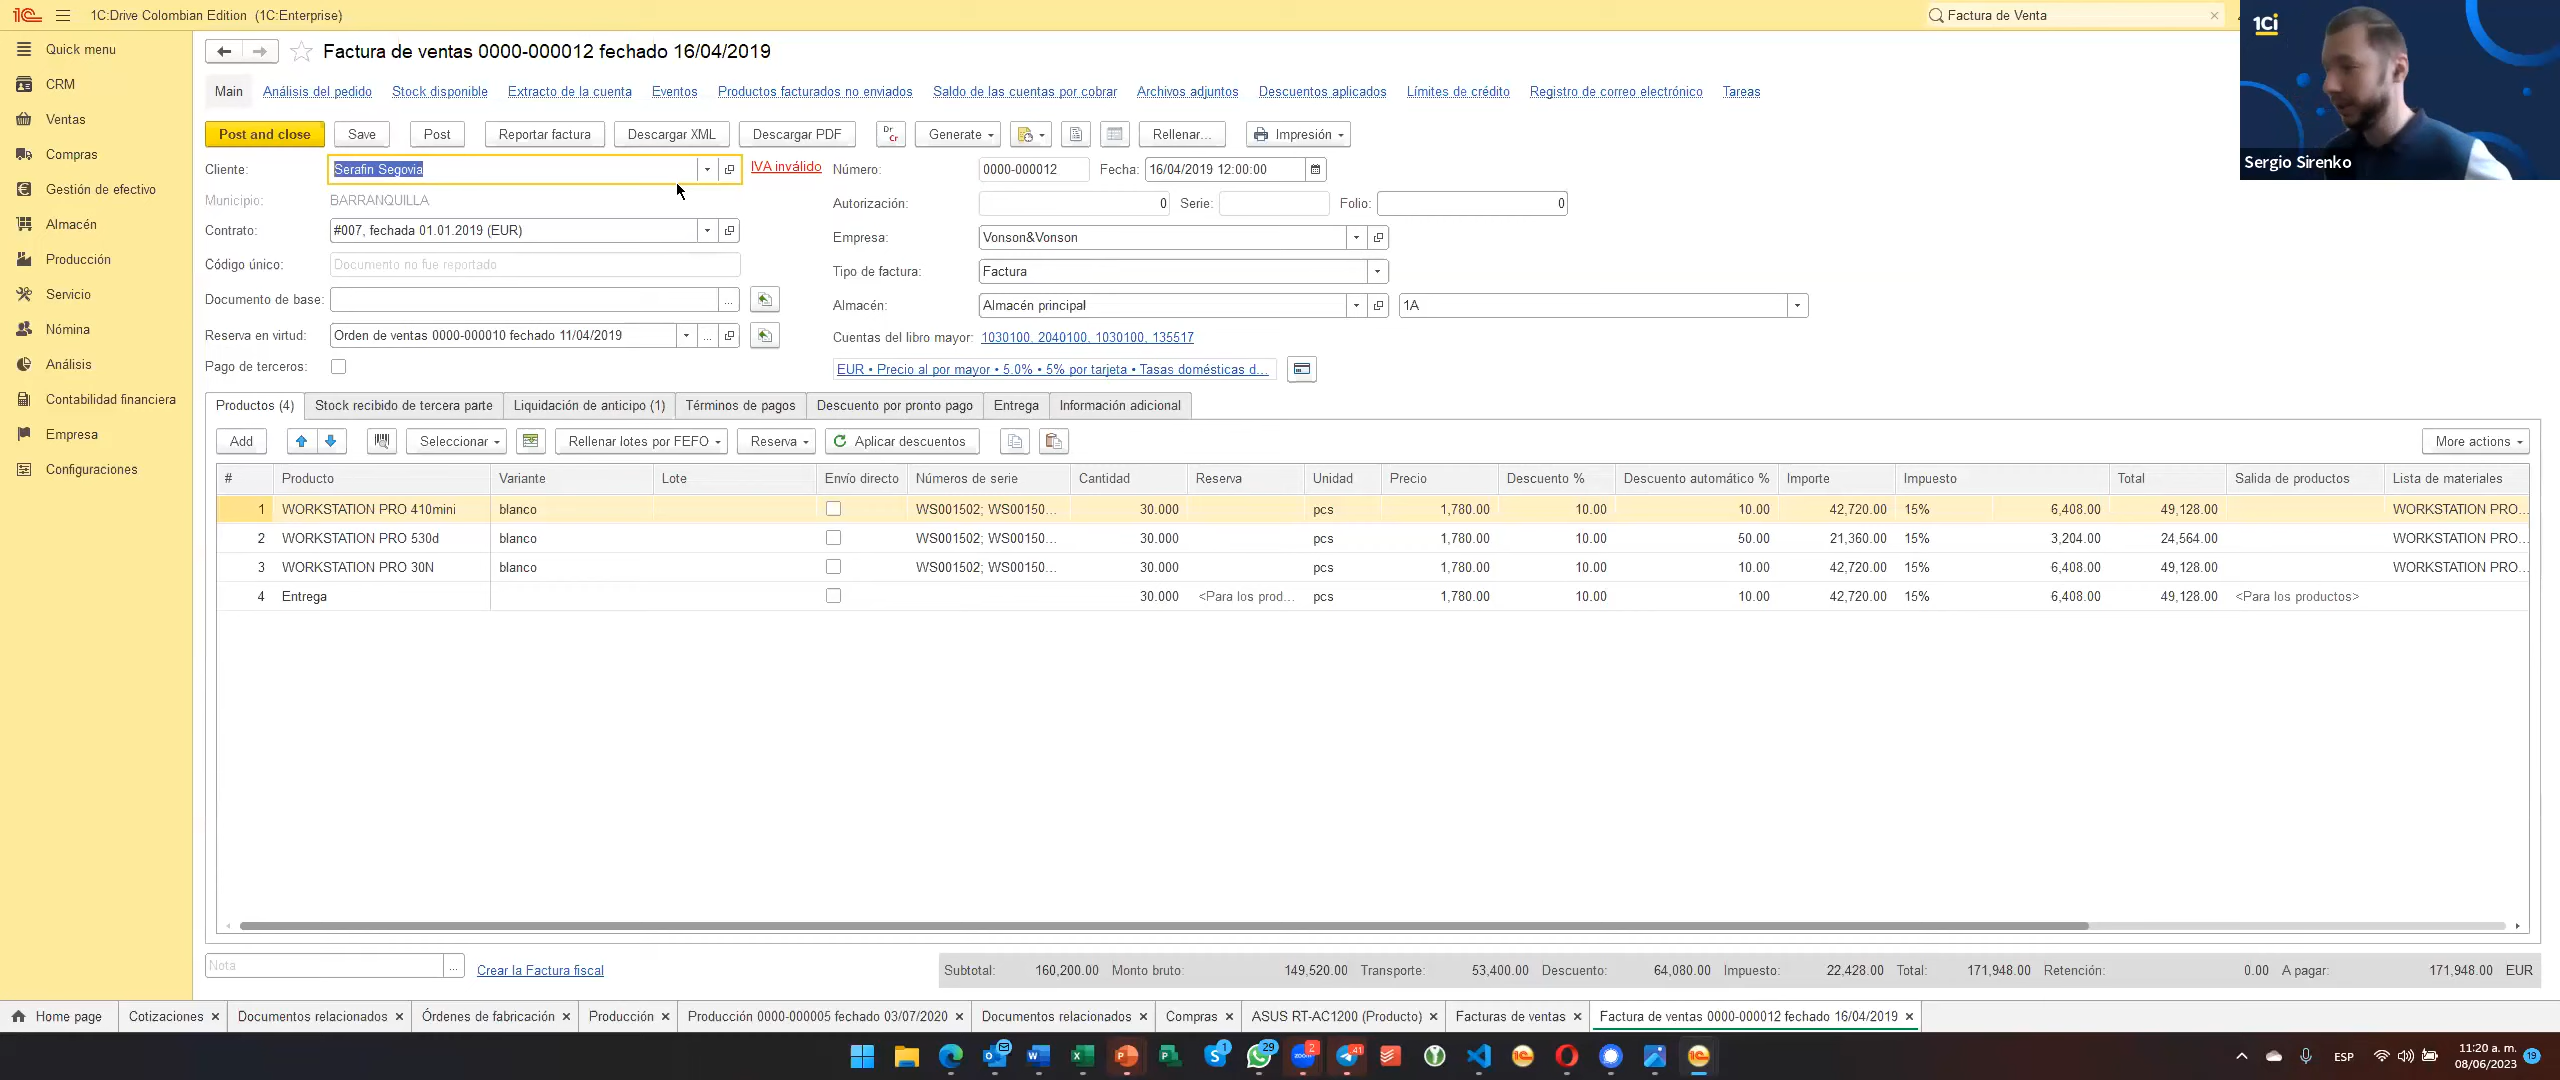 1C:Drive Colombian Edition (1C:Enterprise)
Factura de Venta
1Ci
Sergio Sirenko
Quick menu
CRM
Ventas
Compras
Gestión de efectivo
Almacén
Producción
Servicio
Nómina
Análisis
Contabilidad financiera
Empresa
Configuraciones
Factura de ventas 0000-000012 fechado 16/04/2019
Main Análisis del pedido Stock disponible Extracto de la cuenta Eventos Productos facturados no enviados Saldo de las cuentas por cobrar Archivos adjuntos Descuentos aplicados Límites de crédito Registro de correo electrónico Tareas
Post and close Save Post Reportar factura Descargar XML Descargar PDF Dr Cr Generate Rellenar... Impresión
Cliente: Serafin Segovia IVA inválido Número: 0000-000012 Fecha: 16/04/2019 12:00:00
Municipio: BARRANQUILLA Autorización: 0 Serie: Folio: 0
Contrato: #007, fechada 01.01.2019 (EUR) Empresa: Vonson&Vonson
Código único: Documento no fue reportado Tipo de factura: Factura
Documento de base: ... Almacén: Almacén principal 1A
Reserva en virtud: Orden de ventas 0000-000010 fechado 11/04/2019 ... Cuentas del libro mayor: 1030100, 2040100, 1030100, 135517
Pago de terceros: EUR • Precio al por mayor • 5.0% • 5% por tarjeta • Tasas domésticas d...
Productos (4) Stock recibido de tercera parte Liquidación de anticipo (1) Términos de pagos Descuento por pronto pago Entrega Información adicional
Add Seleccionar Rellenar lotes por FEFO Reserva Aplicar descuentos More actions
# Producto Variante Lote Envío directo Números de serie Cantidad Reserva Unidad Precio Descuento % Descuento automático % Importe Impuesto Total Salida de productos Lista de materiales
1 WORKSTATION PRO 410mini blanco WS001502; WS00150... 30.000 pcs 1,780.00 10.00 10.00 42,720.00 15% 6,408.00 49,128.00 WORKSTATION PRO...
2 WORKSTATION PRO 530d blanco WS001502; WS00150... 30.000 pcs 1,780.00 10.00 50.00 21,360.00 15% 3,204.00 24,564.00 WORKSTATION PRO...
3 WORKSTATION PRO 30N blanco WS001502; WS00150... 30.000 pcs 1,780.00 10.00 10.00 42,720.00 15% 6,408.00 49,128.00 WORKSTATION PRO...
4 Entrega 30.000 <Para los prod... pcs 1,780.00 10.00 10.00 42,720.00 15% 6,408.00 49,128.00 <Para los productos>
Nota ... Crear la Factura fiscal Subtotal: 160,200.00 Monto bruto: 149,520.00 Transporte: 53,400.00 Descuento: 64,080.00 Impuesto: 22,428.00 Total: 171,948.00 Retención: 0.00 A pagar: 171,948.00 EUR
Home page Cotizaciones Documentos relacionados Órdenes de fabricación Producción Producción 0000-000005 fechado 03/07/2020 Documentos relacionados Compras ASUS RT-AC1200 (Producto) Facturas de ventas Factura de ventas 0000-000012 fechado 16/04/2019
1 29 2 41 ESP 11:20 a. m. 19
08/06/2023